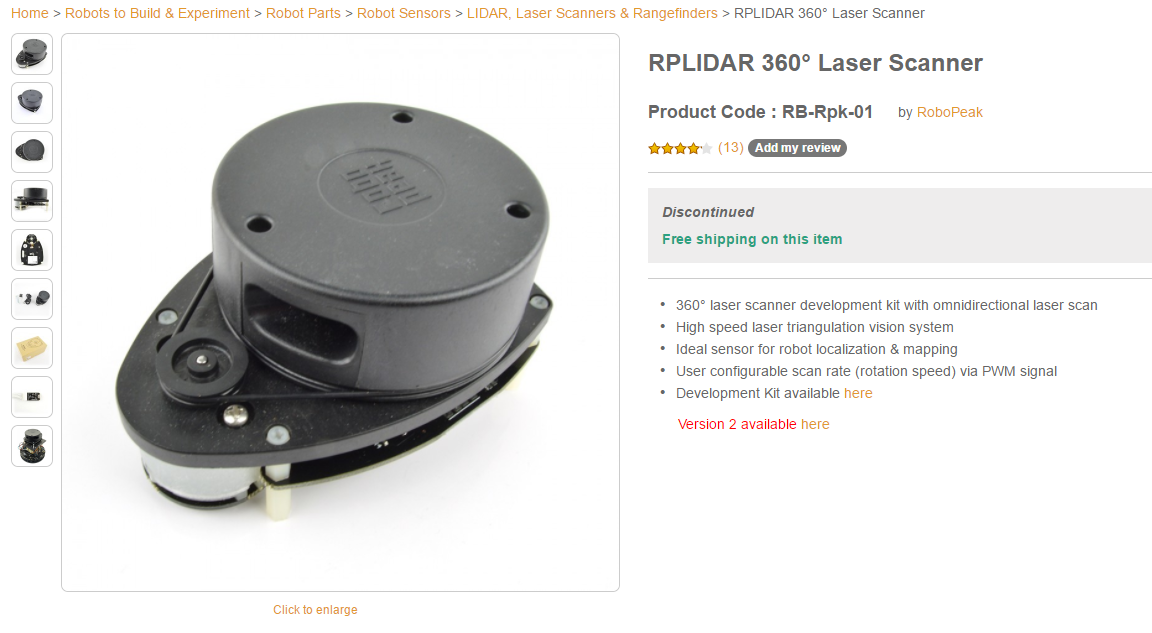 Home > Robots to Build & Experiment > Robot Parts > Robot Sensors > LIDAR, Laser Scanners & Rangefinders > RPLIDAR 360° Laser Scanner
RPLIDAR 360° Laser Scanner
Product Code : RB-Rpk-01 by RoboPeak
(13) Add my review
Discontinued
Free shipping on this item
• 360° laser scanner development kit with omnidirectional laser scan
• High speed laser triangulation vision system
• Ideal sensor for robot localization & mapping
• User configurable scan rate (rotation speed) via PWM signal
• Development Kit available here
Version 2 available here
Click to enlarge